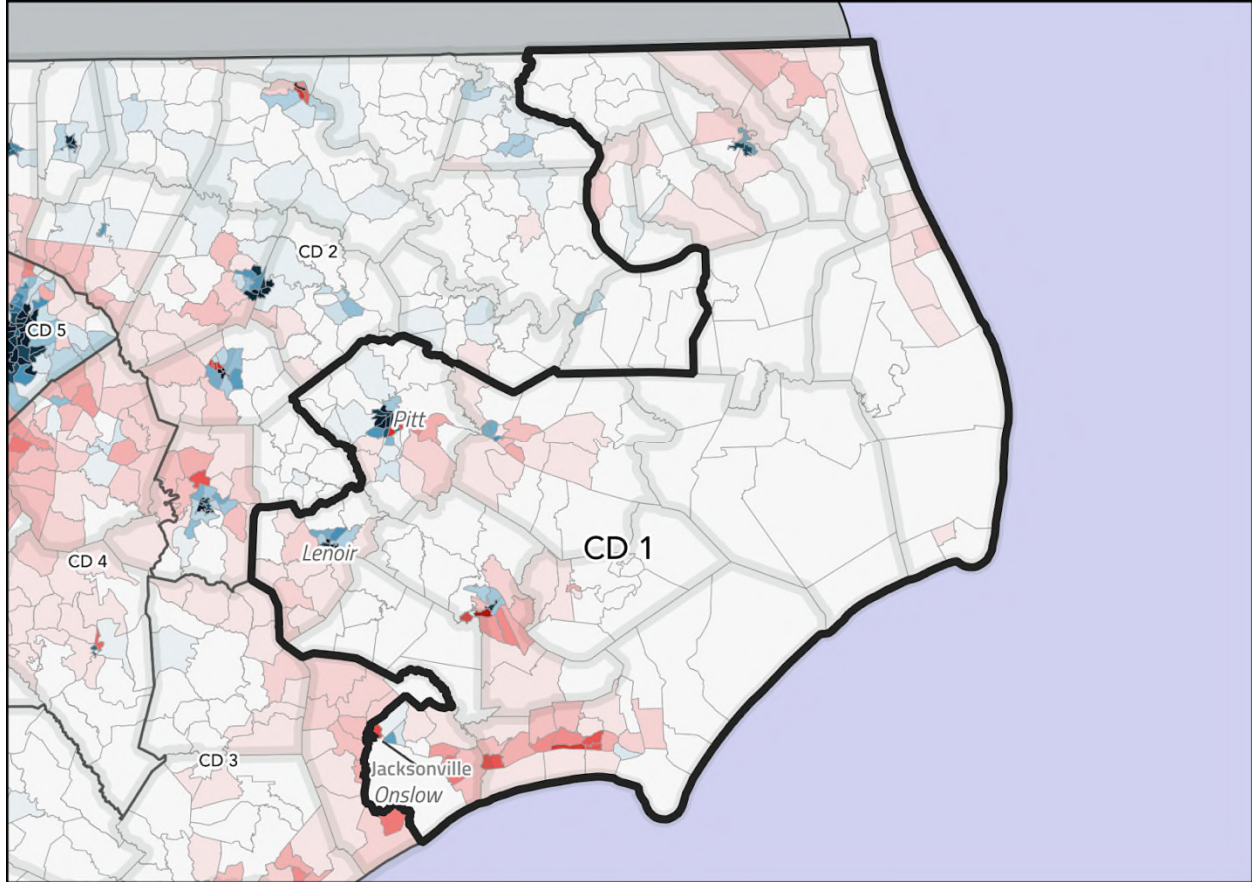 CD 2
CD 5
Pitt
CD 1
Lenoir
CD 4
CD 3
Jacksonville
Onslow